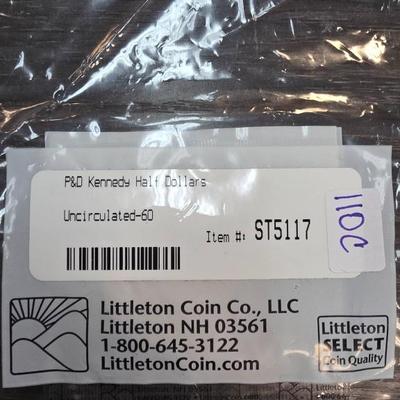 P&D Kennedy Half Dollars
Uncirculated-60
Item #: ST5117
110C
Littleton Coin Co., LLC
Littleton NH 03561
1-800-645-3122
LittletonCoin.com
Littleton
SELECT
Coin Quality